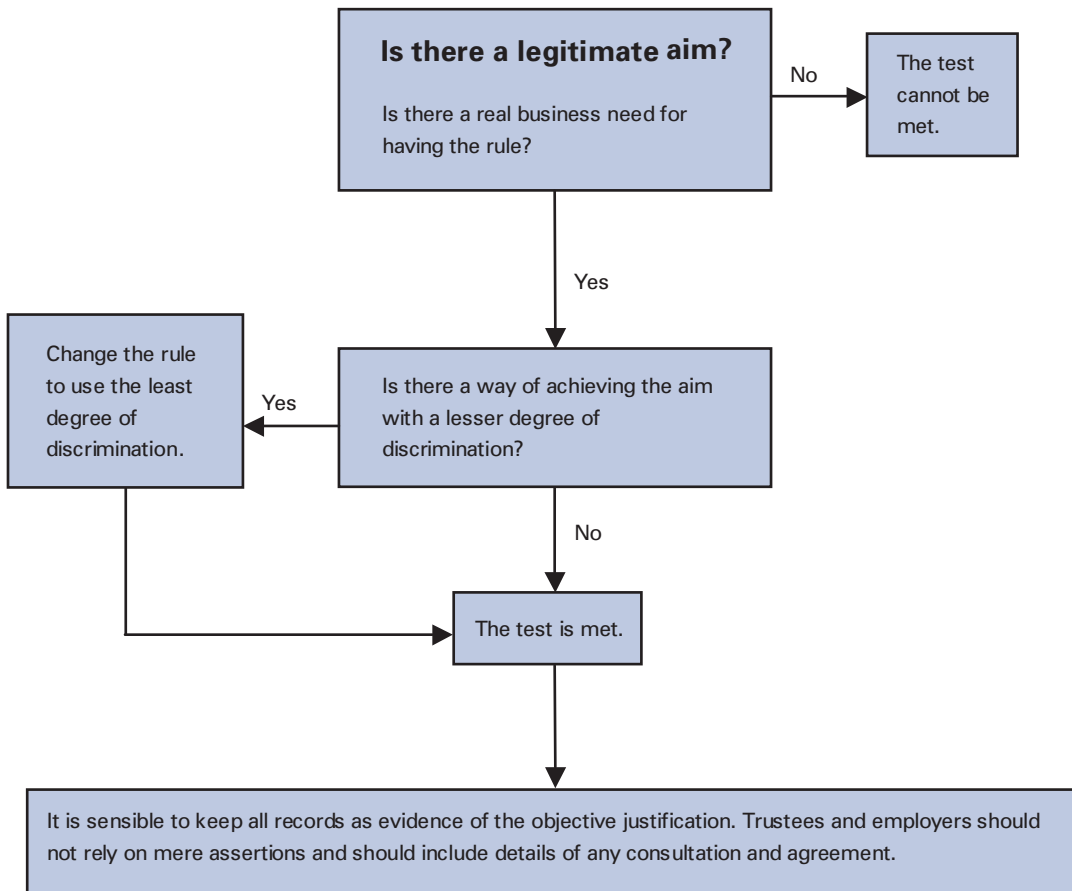 Is there a legitimate aim?
Is there a real business need for
having the rule?
No
The test
cannot be
met.
Yes
Change the rule
to use the least
degree of
discrimination.
Yes
Is there a way of achieving the aim
with a lesser degree of
discrimination?
No
The test is met.
It is sensible to keep all records as evidence of the objective justification. Trustees and employers should
not rely on mere assertions and should include details of any consultation and agreement.